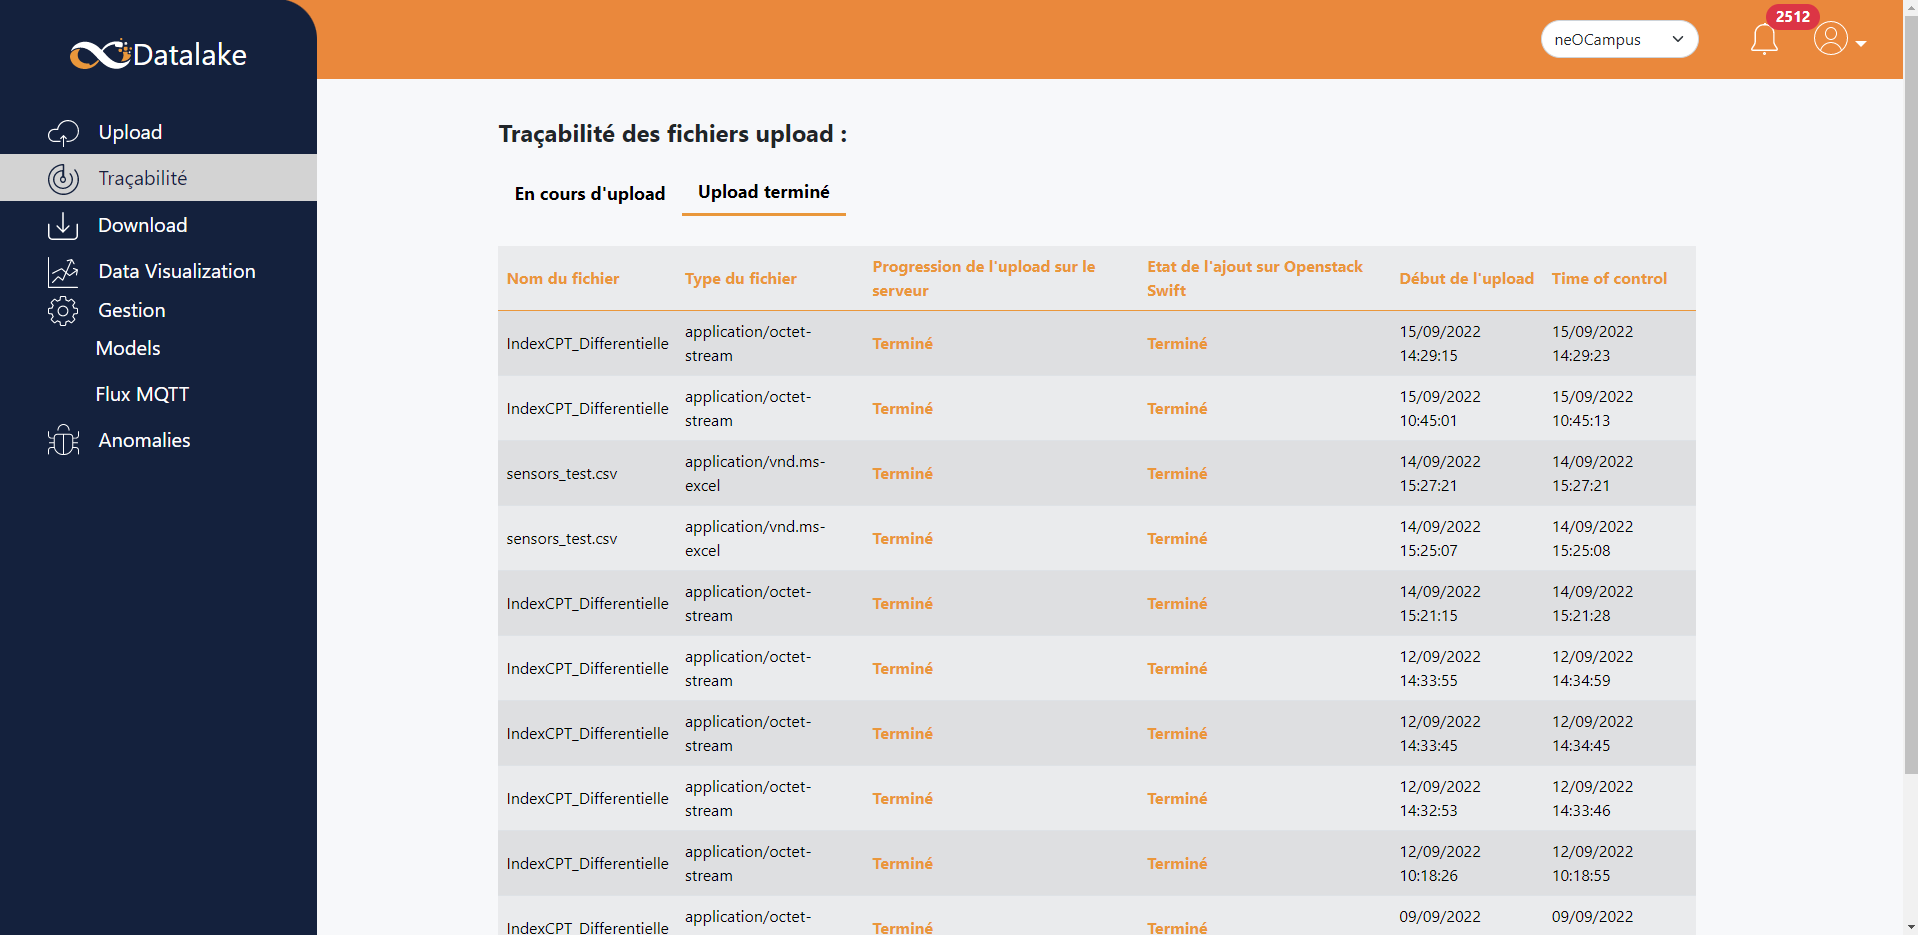 Datalake
neOCampus
2512
Upload
Traçabilité
Download
Data Visualization
Gestion
Models
Flux MQTT
Anomalies
Traçabilité des fichiers upload :
En cours d'upload Upload terminé
Nom du fichier Type du fichier Progression de l'upload sur le serveur Etat de l'ajout sur Openstack Swift Début de l'upload Time of control
IndexCPT_Differentielle application/octet-stream Terminé Terminé 15/09/2022 14:29:15 15/09/2022 14:29:23
IndexCPT_Differentielle application/octet-stream Terminé Terminé 15/09/2022 10:45:01 15/09/2022 10:45:13
sensors_test.csv application/vnd.ms-excel Terminé Terminé 14/09/2022 15:27:21 14/09/2022 15:27:21
sensors_test.csv application/vnd.ms-excel Terminé Terminé 14/09/2022 15:25:07 14/09/2022 15:25:08
IndexCPT_Differentielle application/octet-stream Terminé Terminé 14/09/2022 15:21:15 14/09/2022 15:21:28
IndexCPT_Differentielle application/octet-stream Terminé Terminé 12/09/2022 14:33:55 12/09/2022 14:34:59
IndexCPT_Differentielle application/octet-stream Terminé Terminé 12/09/2022 14:33:45 12/09/2022 14:34:45
IndexCPT_Differentielle application/octet-stream Terminé Terminé 12/09/2022 14:32:53 12/09/2022 14:33:46
IndexCPT_Differentielle application/octet-stream Terminé Terminé 12/09/2022 10:18:26 12/09/2022 10:18:55
IndexCPT_Differentielle application/octet- Terminé Terminé 09/09/2022 09/09/2022